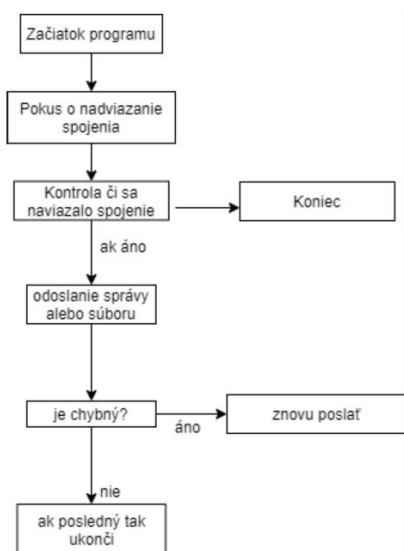 Začiatok programu
Pokus o nadviazanie
spojenia
Kontrola či sa
naviazalo spojenie
Koniec
ak áno
odoslanie správy
alebo súboru
je chybný?
áno
znovu poslať
nie
ak posledný tak
ukonči